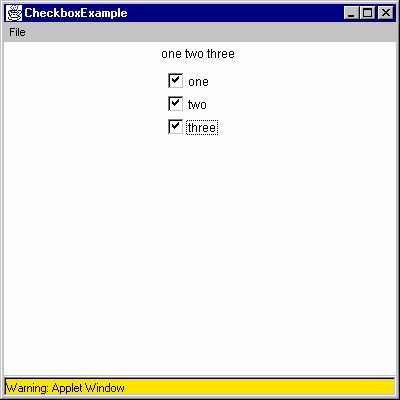 CheckboxExample
File
one two three
one
two
three
Warning: Applet Window